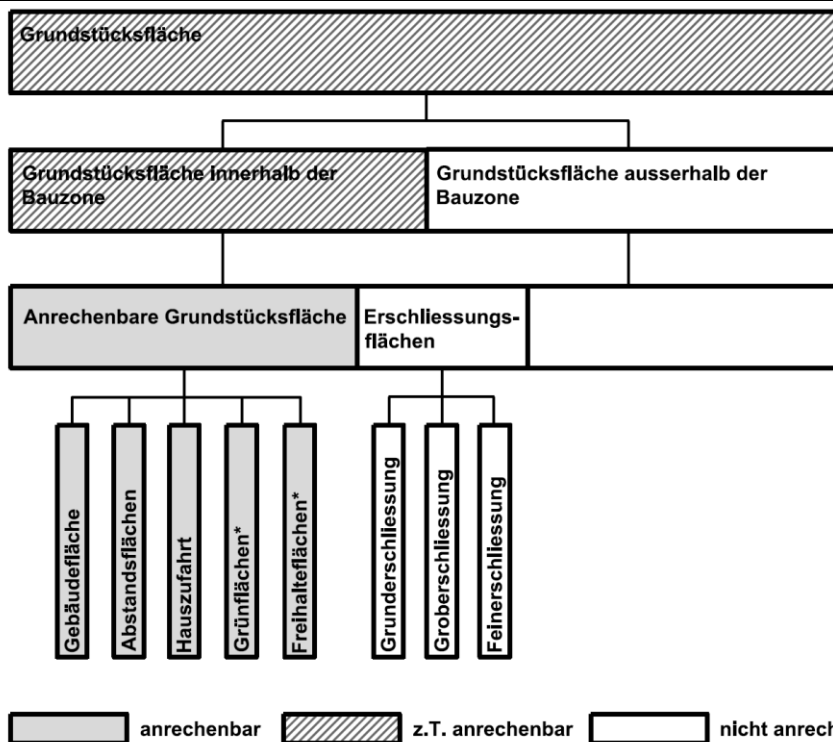 Grundstücksfläche
Grundstücksfläche innerhalb der
Bauzone
Grundstücksfläche ausserhalb der
Bauzone
Anrechenbare Grundstücksfläche
Erschliessungs-
flächen
Gebäudefläche
Abstandsflächen
Hauszufahrt
Grünflächen*
Freihalteflächen*
Grunderschliessung
Groberschliessung
Feinerschliessung
anrechenbar
z.T. anrechenbar
nicht anrech